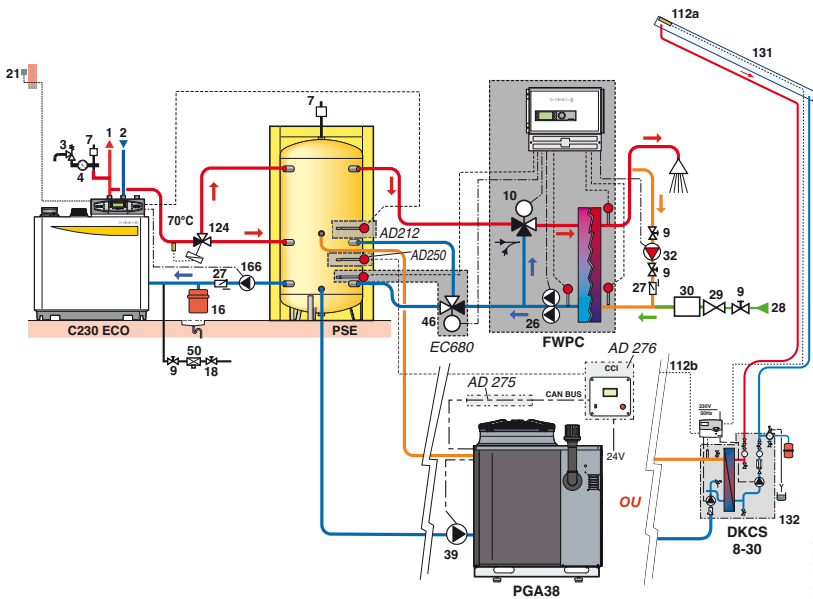 112a
131
21
7
7
1
2
3
4
10
70°C
124
AD212
9
32
AD250
9
27
166
27
30
29
9
28
16
46
26
C230 ECO
PSE
EC680
FWPC
50
9
18
AD 276
112b
CCI
AD 275
CAN BUS
230V
50Hz
24V
OU
132
39
DKCS
8-30
PGA38